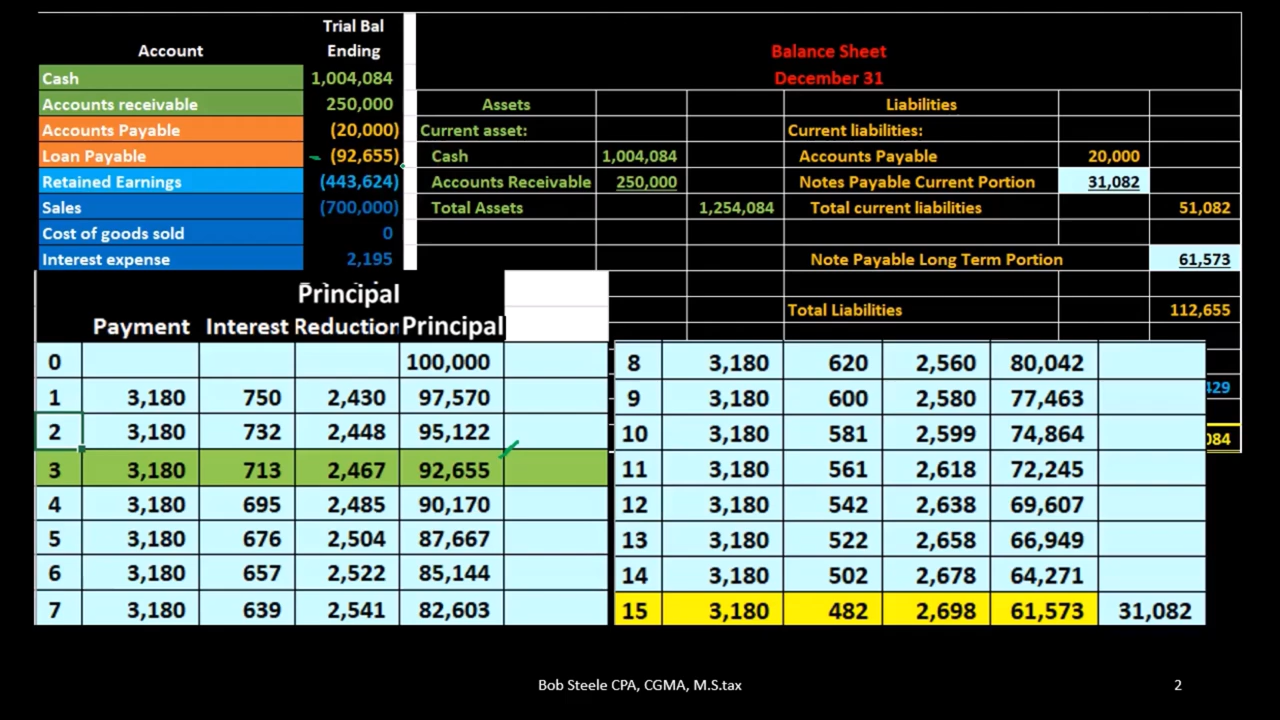 Trial Bal
Account Ending
Cash 1,004,084
Accounts receivable 250,000
Accounts Payable (20,000)
Loan Payable (92,655)
Retained Earnings (443,624)
Sales (700,000)
Cost of goods sold 0
Interest expense 2,195
Balance Sheet
December 31
Assets Liabilities
Current asset: Current liabilities:
Cash 1,004,084 Accounts Payable 20,000
Accounts Receivable 250,000 Notes Payable Current Portion 31,082
Total Assets 1,254,084 Total current liabilities 51,082
Note Payable Long Term Portion 61,573
Total Liabilities 112,655
429
084
Principal
Payment Interest Reduction Principal
0 100,000
1 3,180 750 2,430 97,570
2 3,180 732 2,448 95,122
3 3,180 713 2,467 92,655
4 3,180 695 2,485 90,170
5 3,180 676 2,504 87,667
6 3,180 657 2,522 85,144
7 3,180 639 2,541 82,603
8 3,180 620 2,560 80,042
9 3,180 600 2,580 77,463
10 3,180 581 2,599 74,864
11 3,180 561 2,618 72,245
12 3,180 542 2,638 69,607
13 3,180 522 2,658 66,949
14 3,180 502 2,678 64,271
15 3,180 482 2,698 61,573 31,082
Bob Steele CPA, CGMA, M.S.tax 2